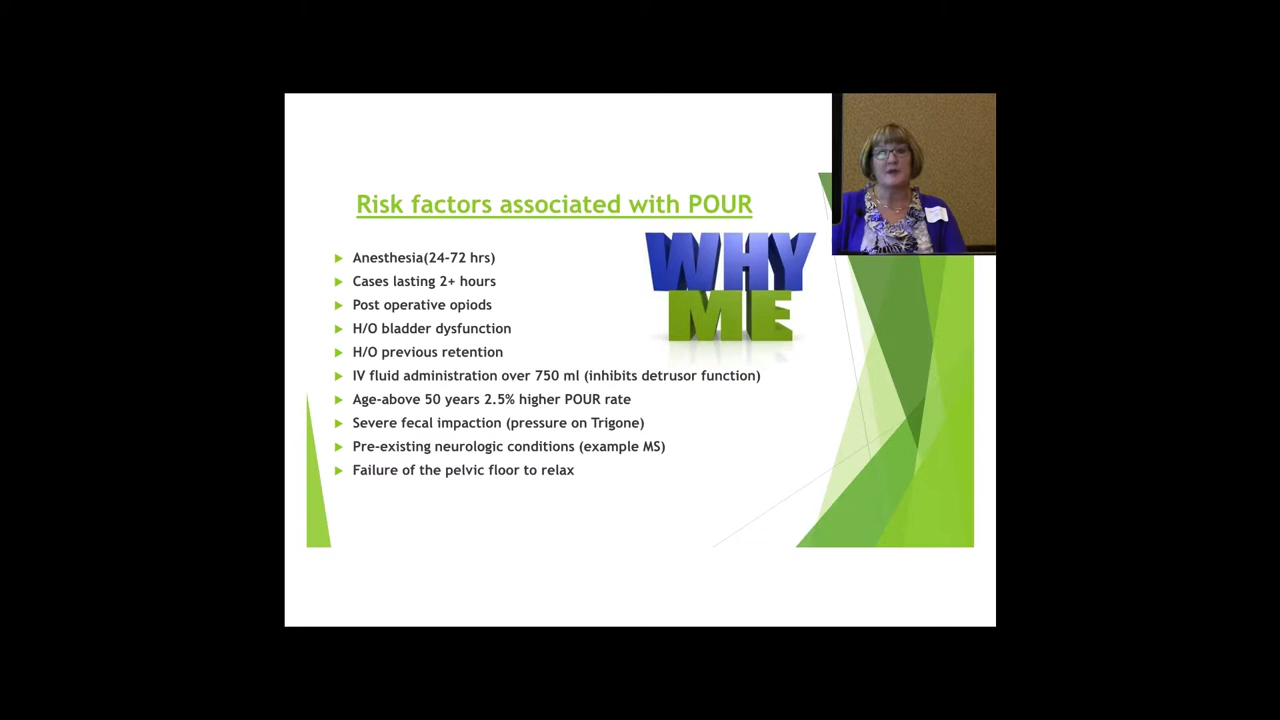 Risk factors associated with POUR
WHY
ME
Anesthesia(24-72 hrs)
Cases lasting 2+ hours
Post operative opiods
H/O bladder dysfunction
H/O previous retention
IV fluid administration over 750 ml (inhibits detrusor function)
Age-above 50 years 2.5% higher POUR rate
Severe fecal impaction (pressure on Trigone)
Pre-existing neurologic conditions (example MS)
Failure of the pelvic floor to relax